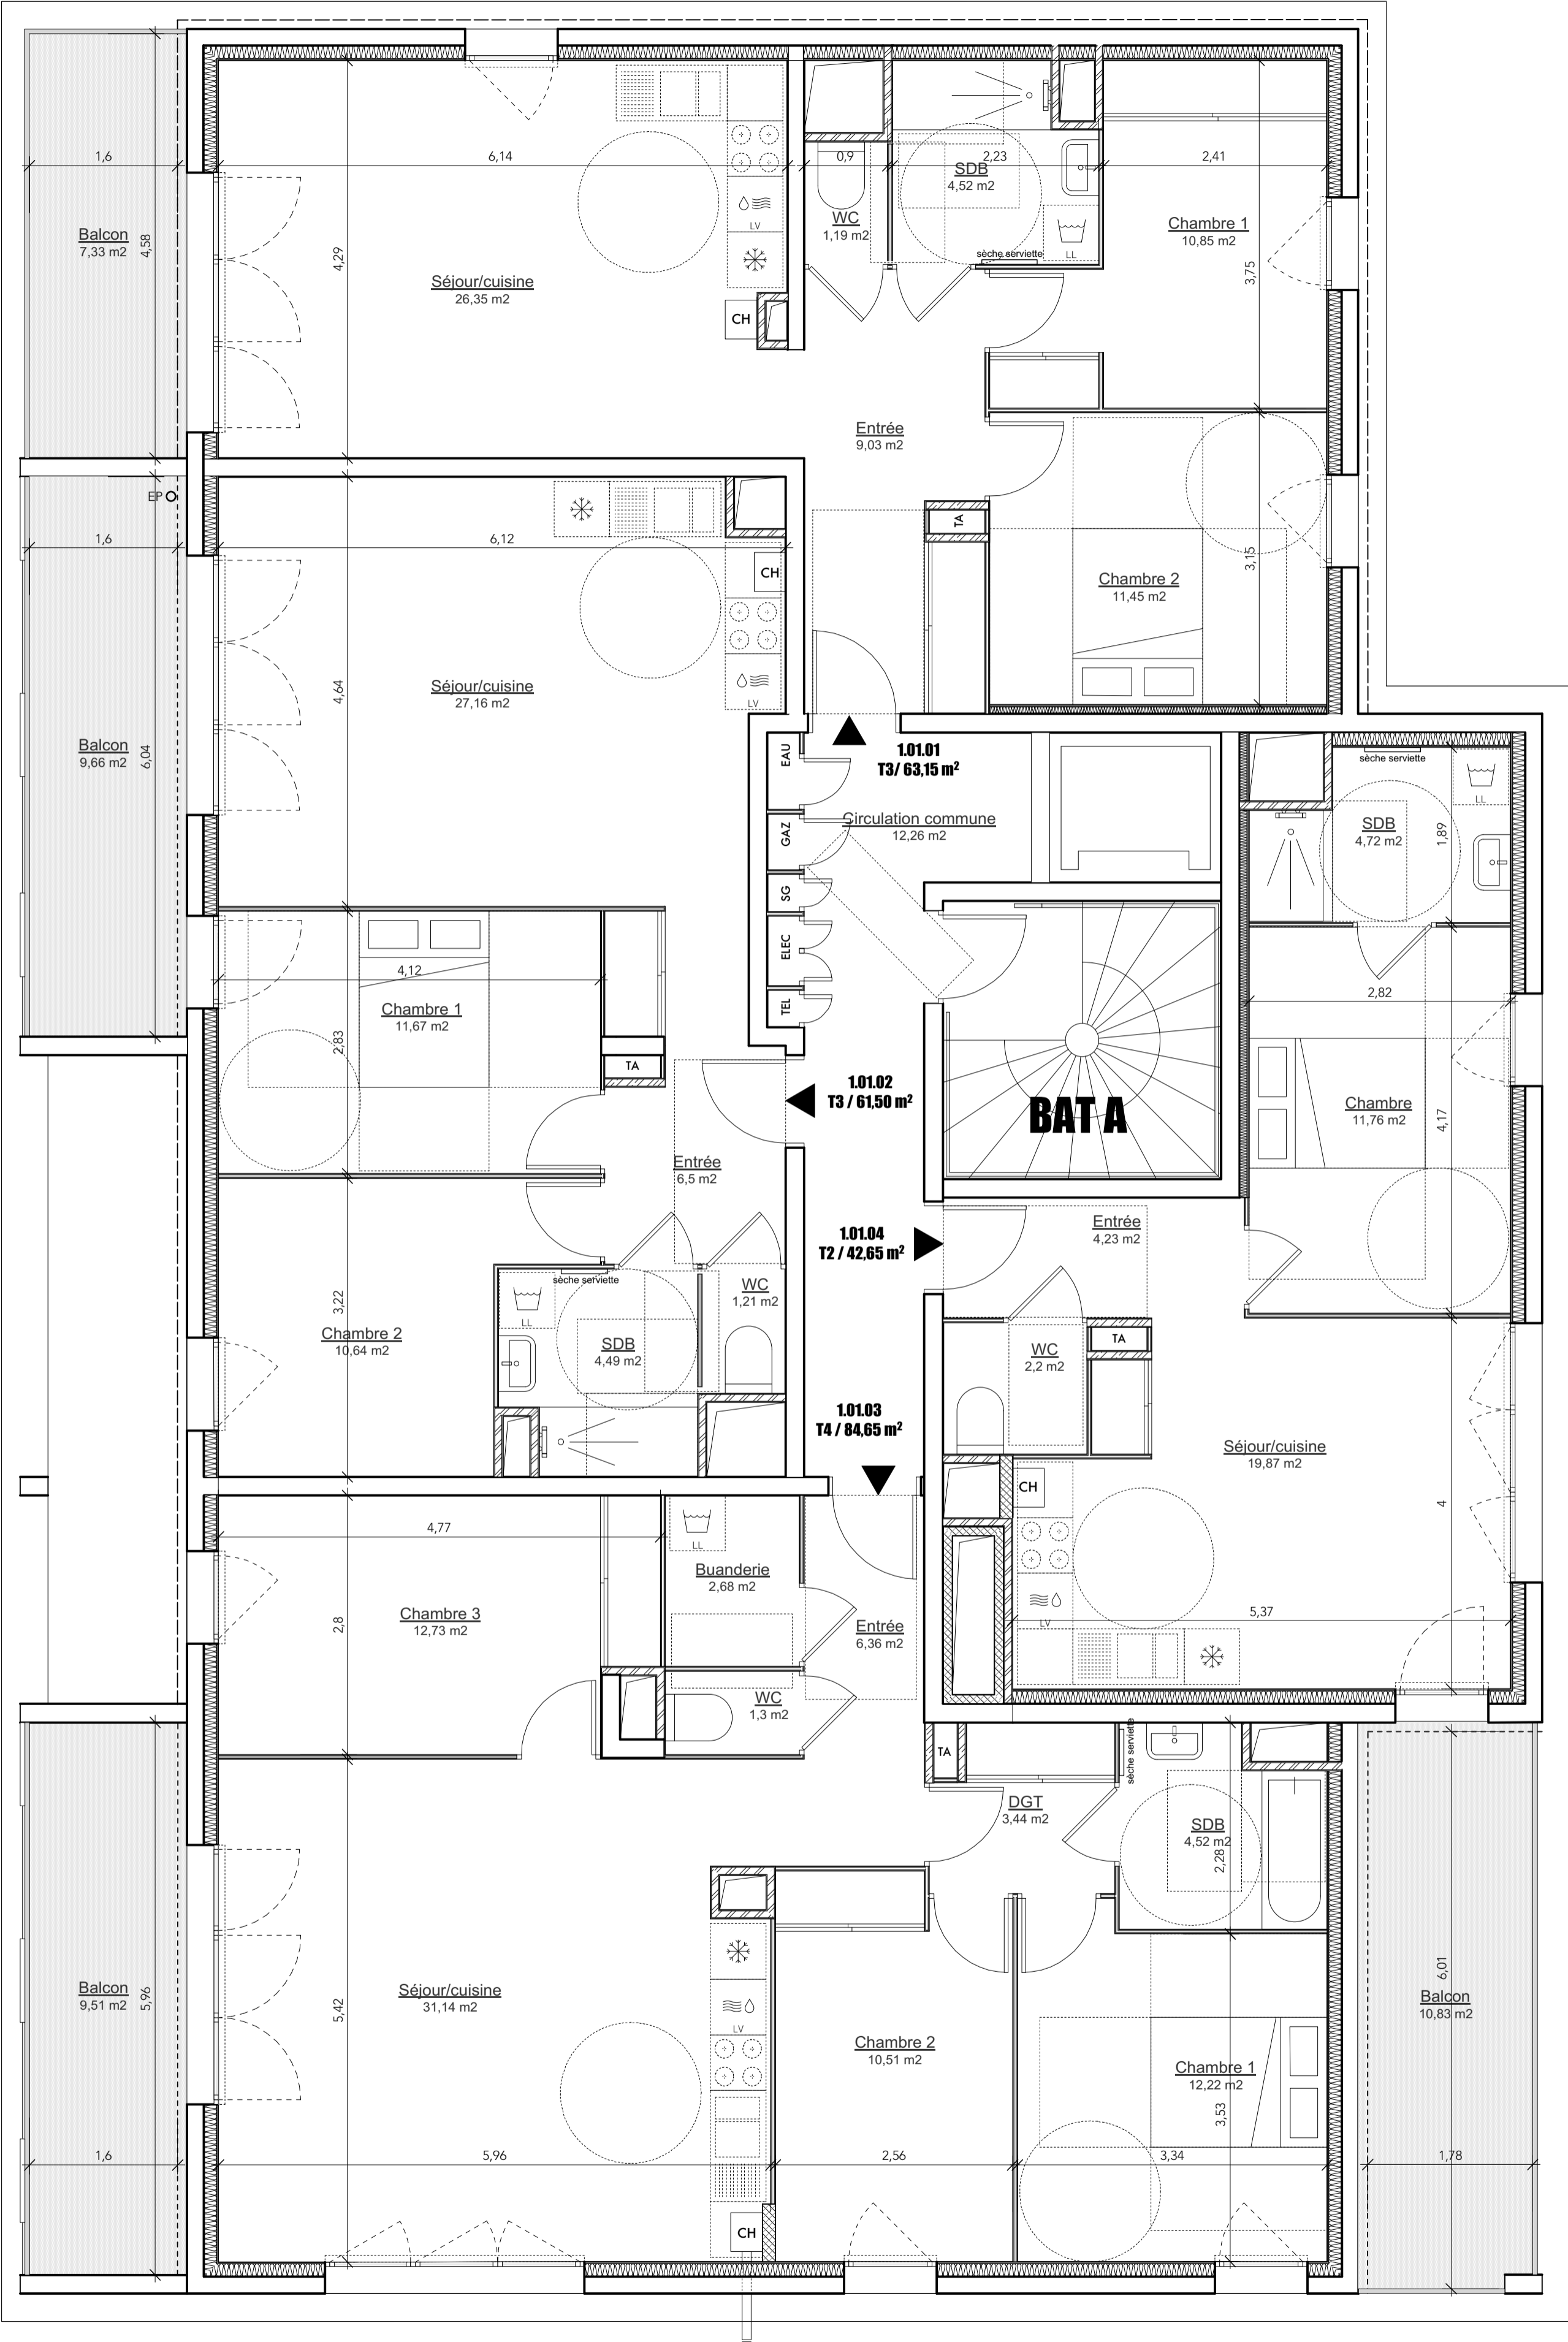 1,6
6,14
0,9
2,23
2,41
SDB
4,52 m2
WC
1,19 m2
LV
LL
sèche serviette
Chambre 1
10,85 m2
3,75
Balcon
7,33 m2
4,58
4,29
Séjour/cuisine
26,35 m2
CH
Entrée
9,03 m2
EP
TA
1,6
6,12
CH
3,15
Chambre 2
11,45 m2
LV
Séjour/cuisine
27,16 m2
4,64
Balcon
9,66 m2
6,04
EAU
1.01.01
T3/ 63,15 m²
Circulation commune
12,26 m2
GAZ
SG
ELEC
TEL
sèche serviette
LL
SDB
4,72 m2
1,89
4,12
Chambre 1
11,67 m2
2,83
TA
2,82
1.01.02
T3 / 61,50 m²
BAT A
Chambre
11,76 m2
4,17
Entrée
6,5 m2
1.01.04
T2 / 42,65 m²
Entrée
4,23 m2
sèche serviette
LL
WC
1,21 m2
3,22
Chambre 2
10,64 m2
SDB
4,49 m2
WC
2,2 m2
TA
1.01.03
T4 / 84,65 m²
Séjour/cuisine
19,87 m2
CH
4
4,77
LL
Buanderie
2,68 m2
Chambre 3
12,73 m2
2,8
Entrée
6,36 m2
LV
5,37
WC
1,3 m2
TA
sèche serviette
DGT
3,44 m2
SDB
4,52 m2
2,28
Balcon
9,51 m2
5,96
Séjour/cuisine
31,14 m2
5,42
LV
Chambre 2
10,51 m2
Chambre 1
12,22 m2
3,53
6,01
Balcon
10,83 m2
1,6
5,96
2,56
3,34
1,78
CH